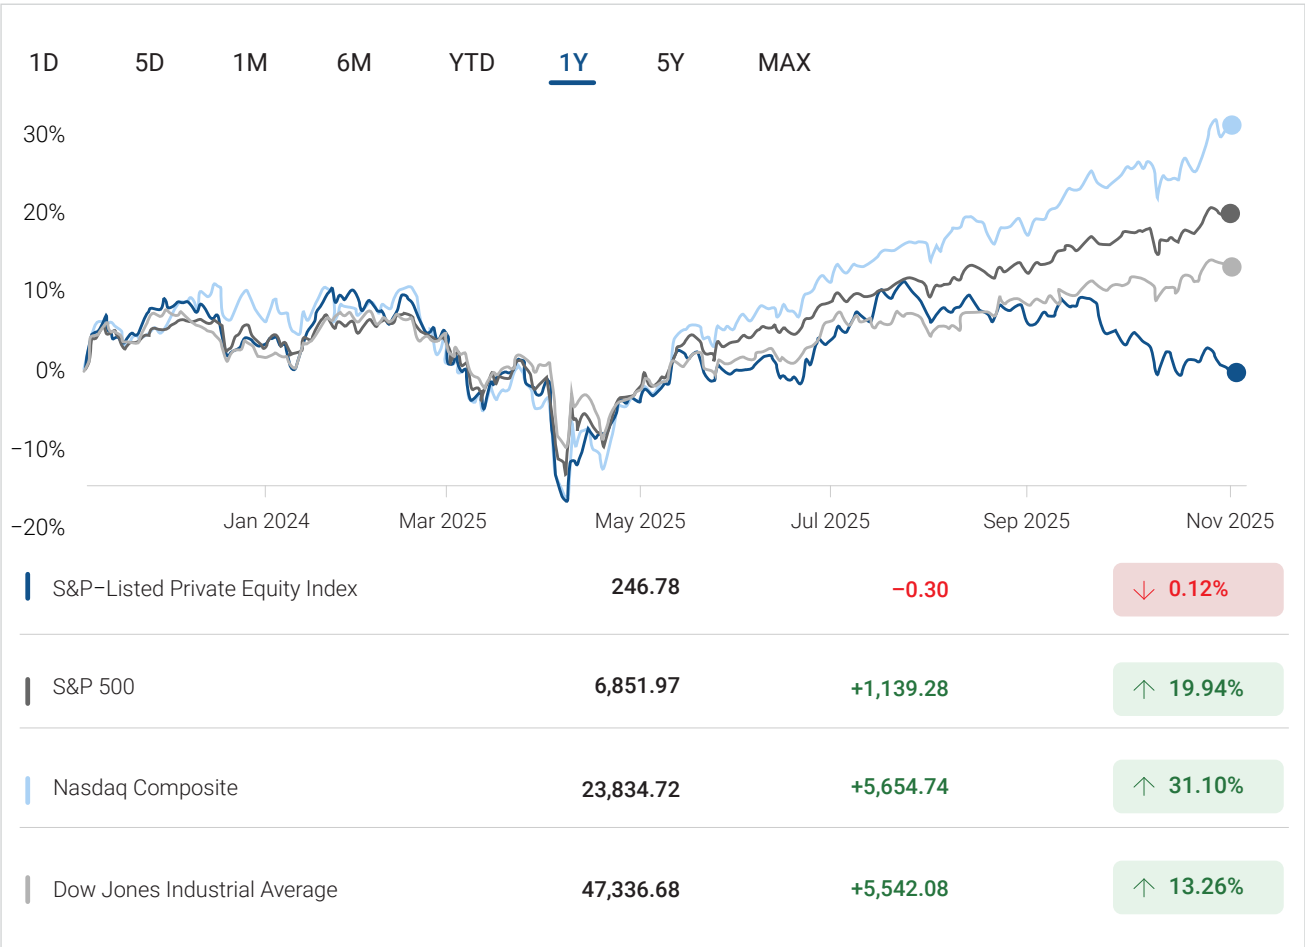 1D 5D 1M 6M YTD 1Y 5Y MAX
30%
20%
10%
0%
−10%
−20%
Jan 2024 Mar 2025 May 2025 Jul 2025 Sep 2025 Nov 2025
S&P−Listed Private Equity Index 246.78 −0.30 ↓ 0.12%
S&P 500 6,851.97 +1,139.28 ↑ 19.94%
Nasdaq Composite 23,834.72 +5,654.74 ↑ 31.10%
Dow Jones Industrial Average 47,336.68 +5,542.08 ↑ 13.26%